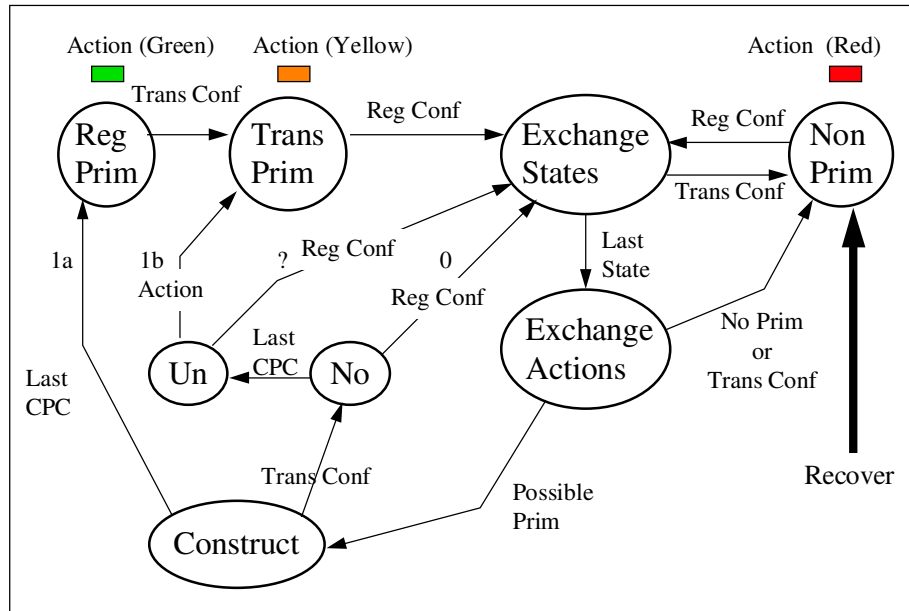 Action (Green)
Action (Yellow)
Action (Red)
Trans Conf
Reg Conf
Reg Conf
Reg
Prim
Trans
Prim
Exchange
States
Non
Prim
Trans Conf
1a
1b
Action
?
Reg Conf
0
Reg Conf
Last
State
Exchange
Actions
No Prim
or
Trans Conf
Last
CPC
Un
Last
CPC
No
Trans Conf
Possible
Prim
Recover
Construct